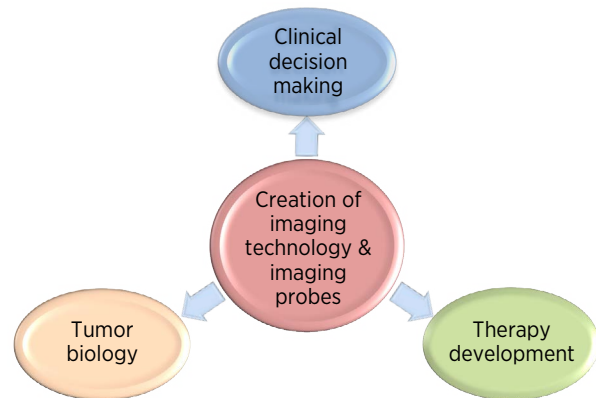 Clinical
decision
making
Creation of
imaging
technology &
imaging
probes
Tumor
biology
Therapy
development